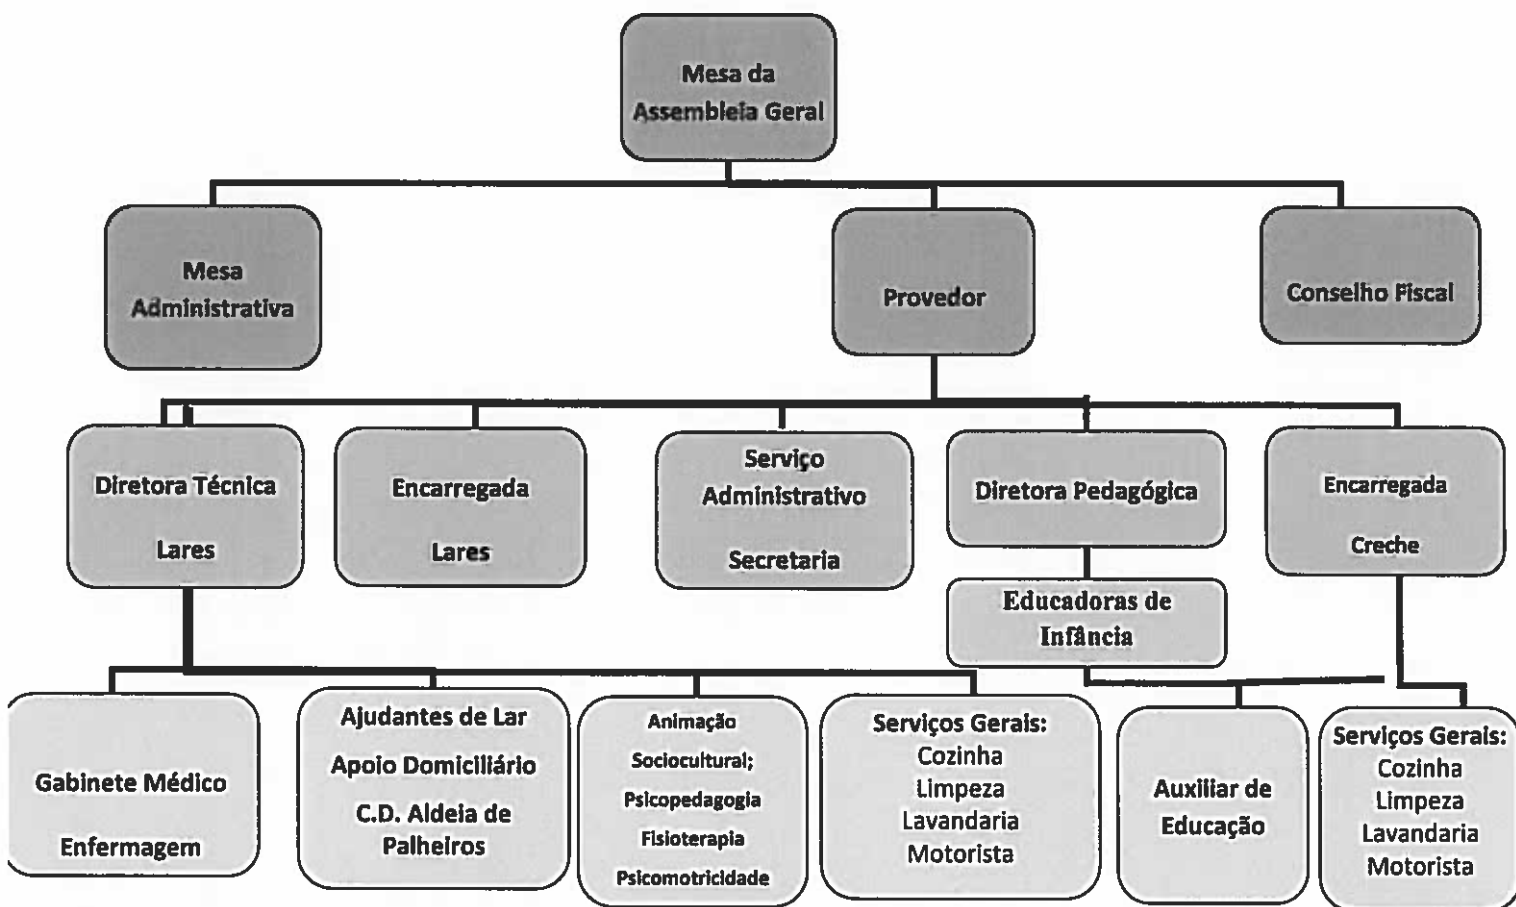 Mesa da
Assembleia Geral
Mesa
Administrativa
Provedor
Conselho Fiscal
Diretora Técnica
Lares
Encarregada
Lares
Serviço
Administrativo
Secretaria
Diretora Pedagógica
Encarregada
Creche
Educadoras de
Infância
Gabinete Médico
Enfermagem
Ajudantes de Lar
Apoio Domiciliário
C.D. Aldeia de
Palheiros
Animação
Sociocultural;
Psicopedagogia
Fisioterapia
Psicomotricidade
Serviços Gerais:
Cozinha
Limpeza
Lavandaria
Motorista
Auxiliar de
Educação
Serviços Gerais:
Cozinha
Limpeza
Lavandaria
Motorista